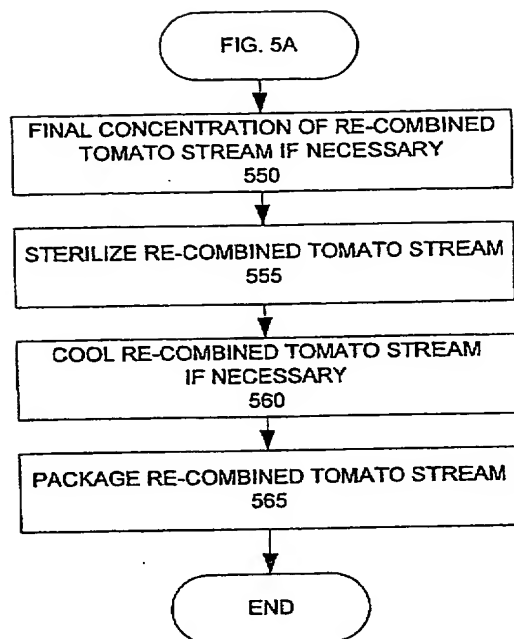 FIG. 5A
FINAL CONCENTRATION OF RE-COMBINED
TOMATO STREAM IF NECESSARY
550
STERILIZE RE-COMBINED TOMATO STREAM
555
COOL RE-COMBINED TOMATO STREAM
IF NECESSARY
560
PACKAGE RE-COMBINED TOMATO STREAM
565
END